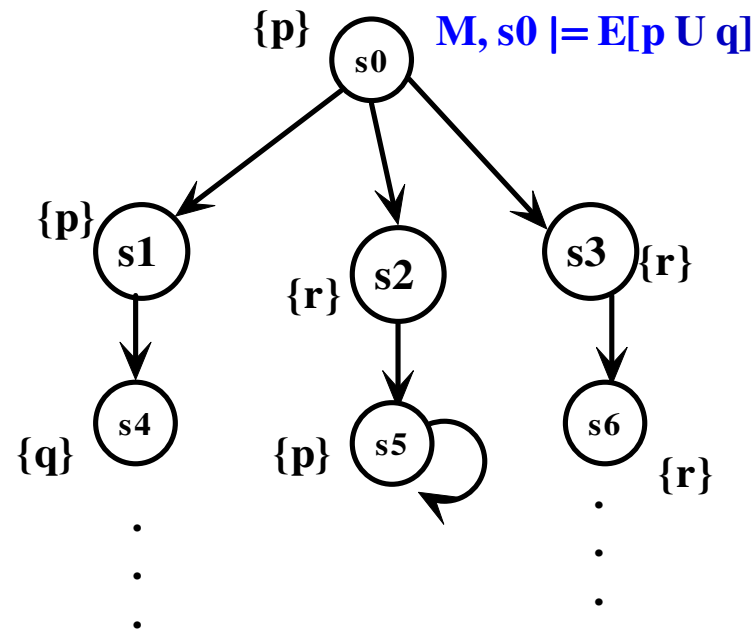 {p} M, s0 |= E[p U q]
s0
{p}
s1
{r}
s2
s3
{r}
s4
{q}
{p}
s5
s6
{r}